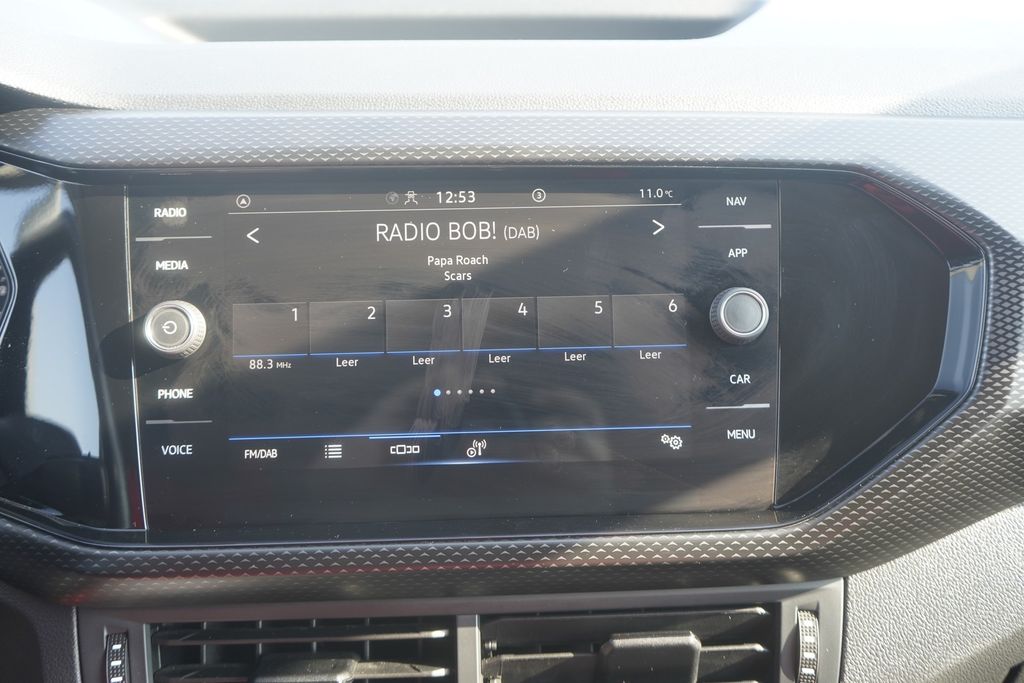 RADIO
MEDIA
PHONE
VOICE
12:53
3
11.0 °C
< RADIO BOB! (DAB) >
Papa Roach
Scars
1 2 3 4 5 6
88.3 MHz Leer Leer Leer Leer Leer
FM/DAB
NAV
APP
CAR
MENU